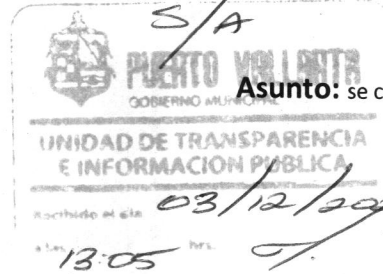 S/A
PUERTO VALLARTA
Asunto: se c
GOBIERNO MUNICIPAL
UNIDAD DE TRANSPARENCIA
E INFORMACION PUBLICA
Recibido el día 03/12/202
a las 13:05 hrs.